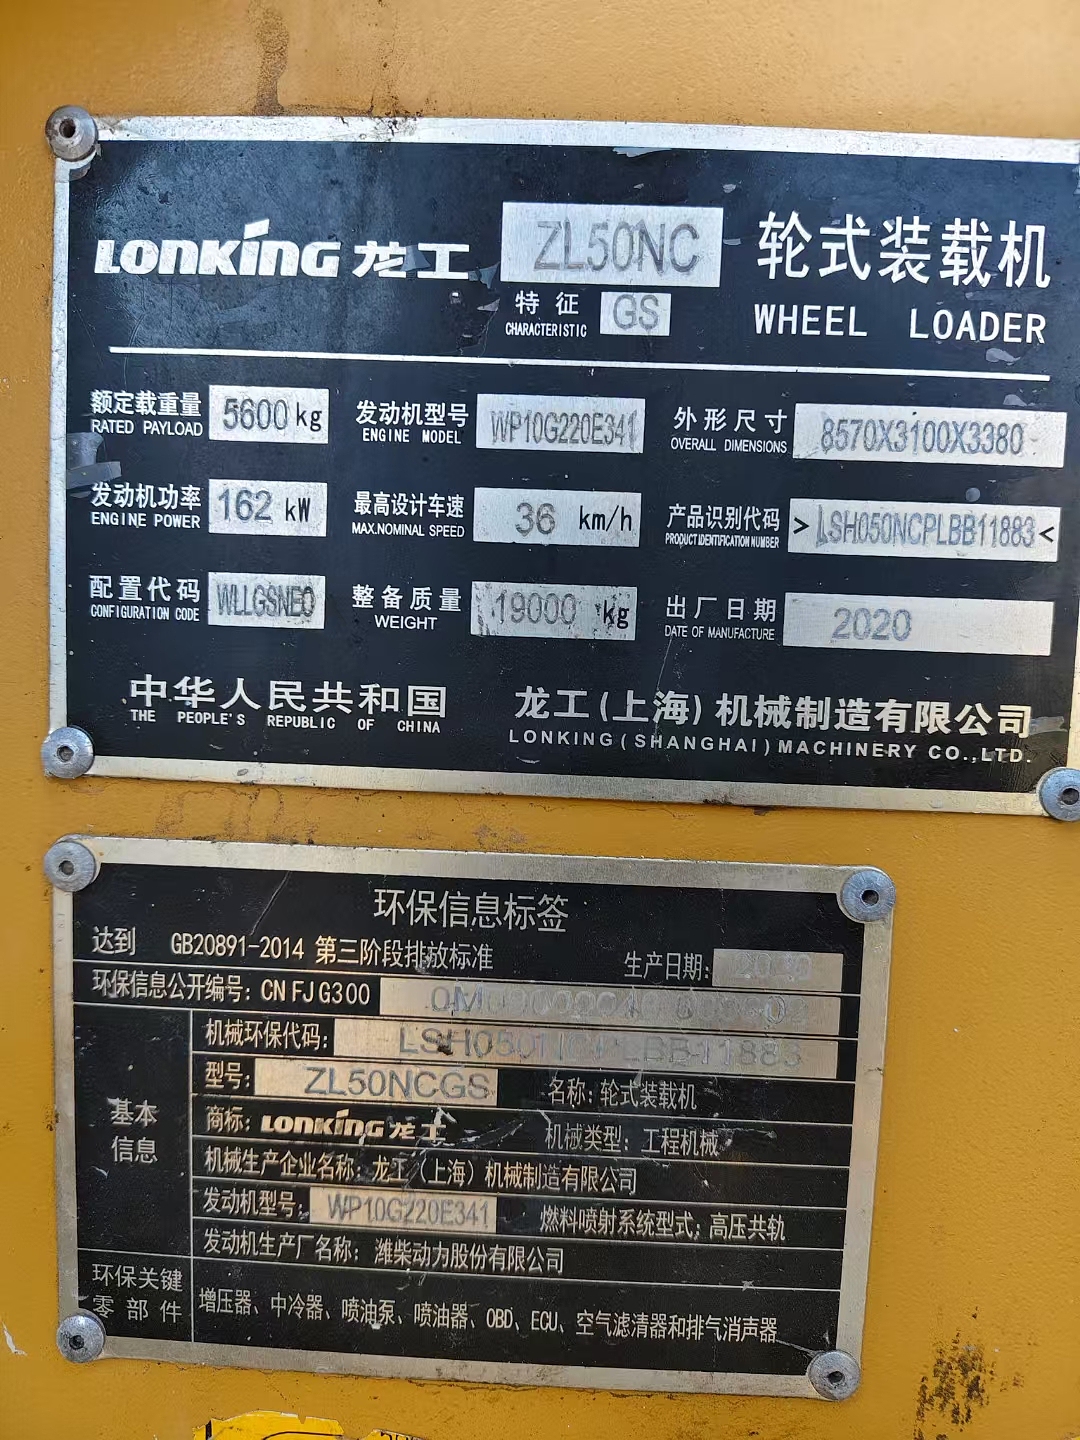 LONKING 龙工 ZL50NC 轮式装载机
特征 CHARACTERISTIC GS WHEEL LOADER
额定载重量 RATED PAYLOAD 5600 kg 发动机型号 ENGINE MODEL WP10G220E341 外形尺寸 OVERALL DIMENSIONS 8570X3100X3380
发动机功率 ENGINE POWER 162 kW 最高设计车速 MAX.NOMINAL SPEED 36 km/h 产品识别代码 PRODUCT IDENTIFICATION NUMBER >LSH050NCPLBB11883<
配置代码 CONFIGURATION CODE WLLGSNE0 整备质量 WEIGHT 19000 kg 出厂日期 DATE OF MANUFACTURE 2020
中华人民共和国 龙工(上海)机械制造有限公司
THE PEOPLE'S REPUBLIC OF CHINA LONKING(SHANGHAI)MACHINERY CO.,LTD.
环保信息标签
达到 GB20891-2014 第三阶段排放标准 生产日期:
环保信息公开编号: CN FJ G300
机械环保代码: LSH050NCPLBB11883
型号: ZL50NCGS 名称: 轮式装载机
基本信息 商标: LONKING 龙工 机械类型: 工程机械
机械生产企业名称: 龙工(上海)机械制造有限公司
发动机型号: WP10G220E341 燃料喷射系统型式: 高压共轨
发动机生产厂名称: 潍柴动力股份有限公司
环保关键零部件 增压器、中冷器、喷油泵、喷油器、OBD、ECU、空气滤清器和排气消声器